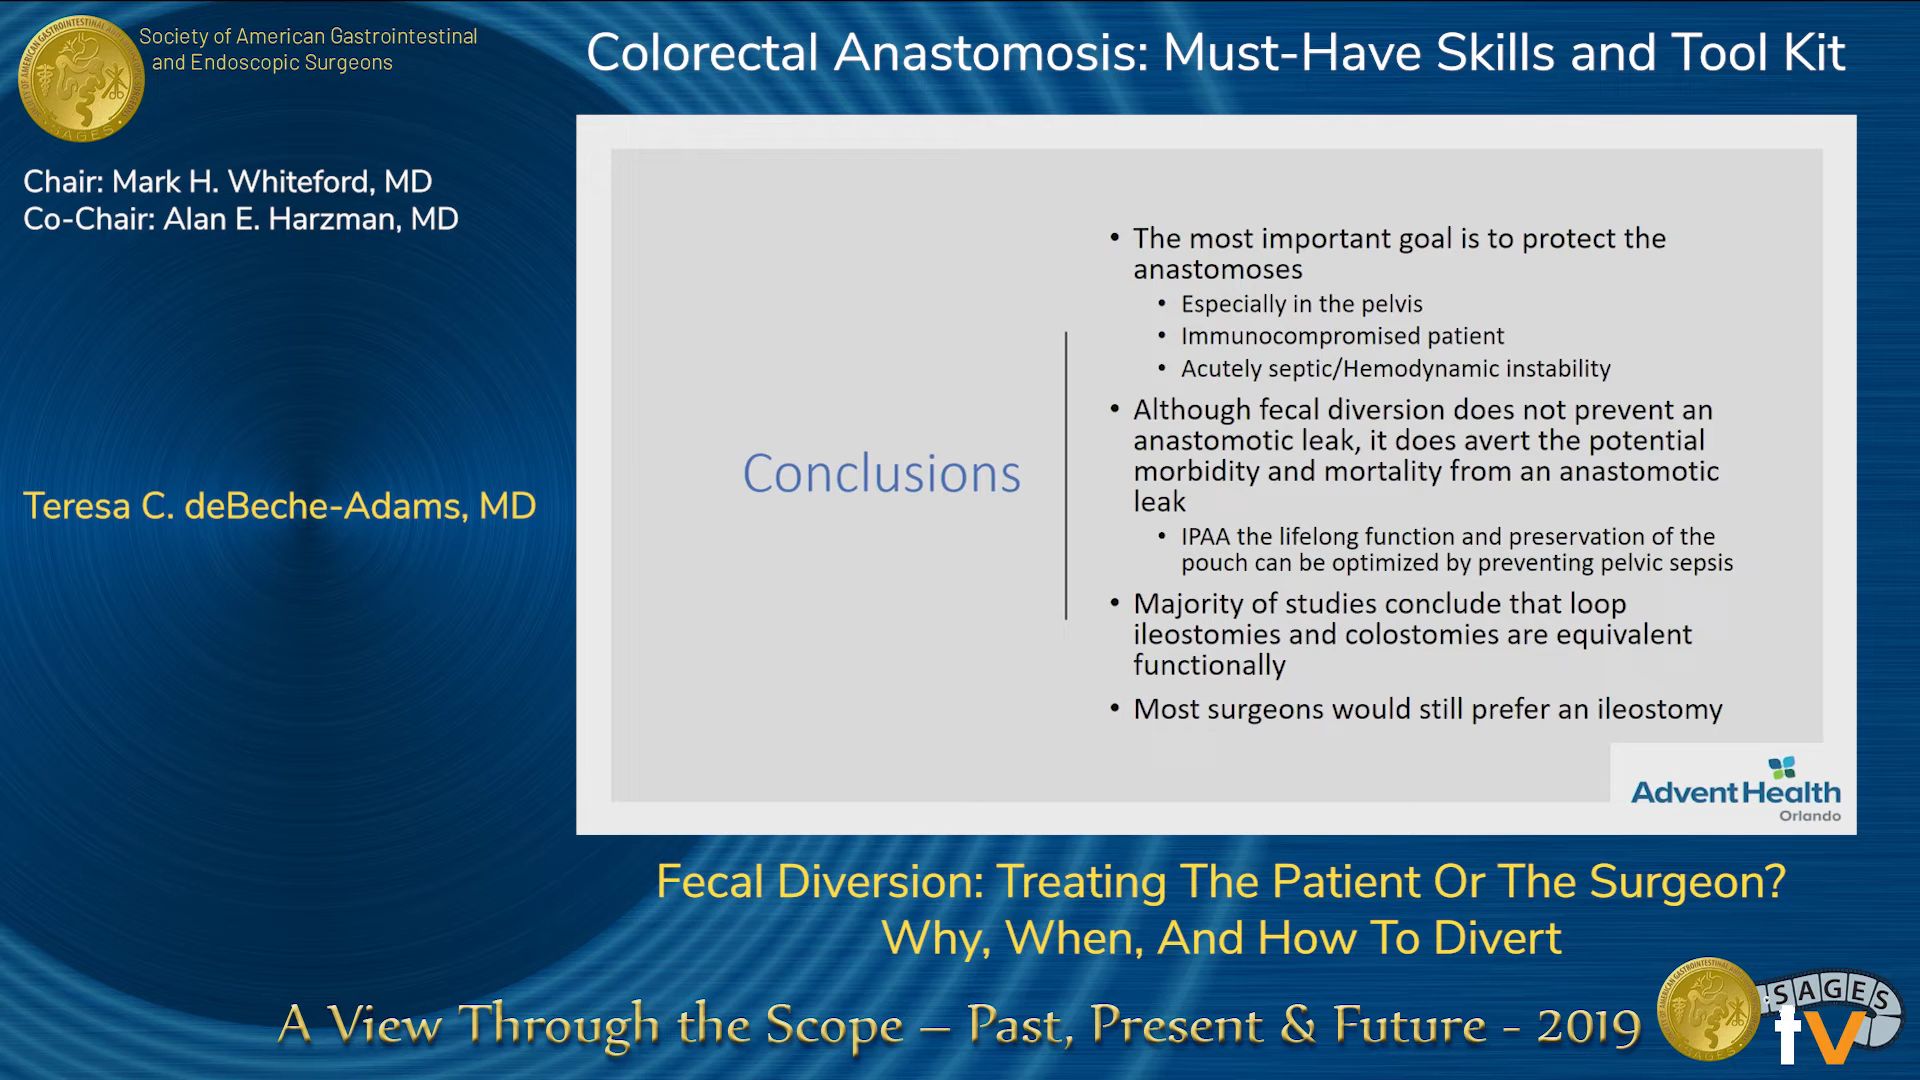 Society of American Gastrointestinal
and Endoscopic Surgeons
Colorectal Anastomosis: Must-Have Skills and Tool Kit
Chair: Mark H. Whiteford, MD
Co-Chair: Alan E. Harzman, MD
Teresa C. deBeche-Adams, MD
Conclusions
• The most important goal is to protect the
anastomoses
• Especially in the pelvis
• Immunocompromised patient
• Acutely septic/Hemodynamic instability
• Although fecal diversion does not prevent an
anastomotic leak, it does avert the potential
morbidity and mortality from an anastomotic
leak
• IPAA the lifelong function and preservation of the
pouch can be optimized by preventing pelvic sepsis
• Majority of studies conclude that loop
ileostomies and colostomies are equivalent
functionally
• Most surgeons would still prefer an ileostomy
AdventHealth
Orlando
Fecal Diversion: Treating The Patient Or The Surgeon?
Why, When, And How To Divert
A View Through the Scope – Past, Present & Future - 2019
SAGES
tv